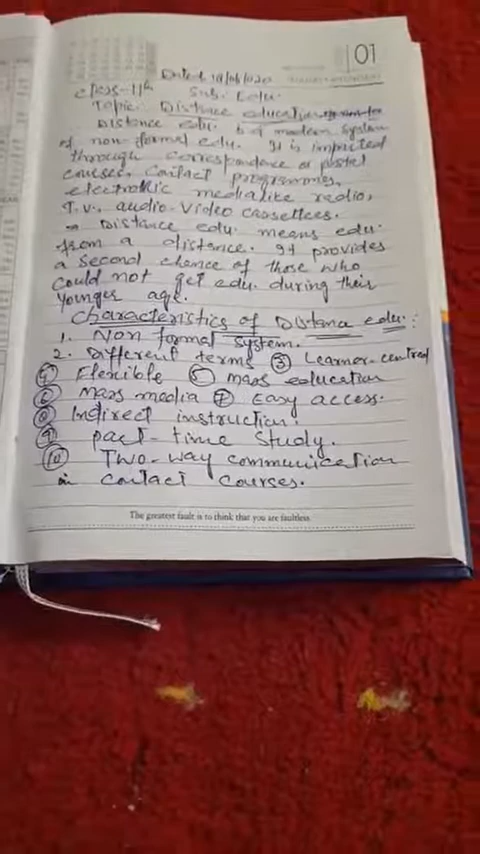 01
Date 18/06/2020
Class-11th Sub. Edu.
Topic. Distance education
Distance edu. is a modern system
of non-formal edu. It is imparted
through correspondence or postal
courses, Contact programmes,
electronic media like radio,
T.V., audio-Video cassettees.
→ Distance edu. means edu.
from a distance. It provides
a second chance of those who
could not get edu. during their
younger age.
Characteristics of Distance edu.:
1. Non formal system.
2. Different terms ③ Learner-centred
④ Flexible ⑤ mass education
⑥ Mass media ⑦ Easy access.
⑧ Indirect instruction.
⑨ part-time study.
⑩ Two-way communication
in contact courses.
The greatest fault is to think that you are faultless.